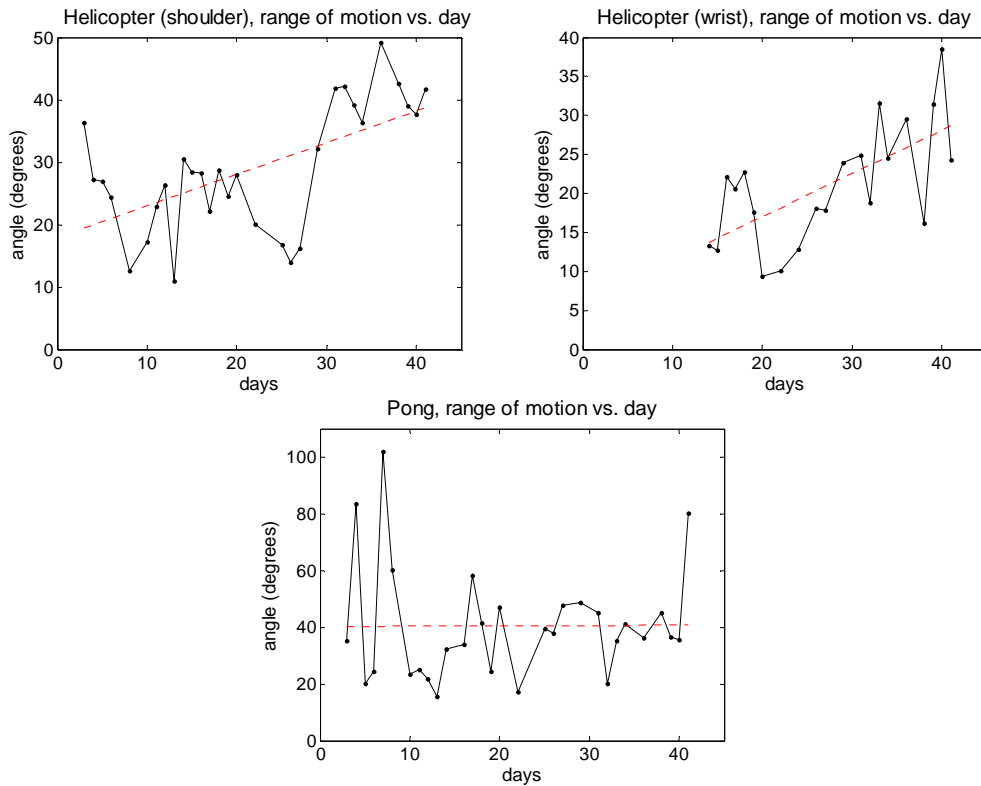 Helicopter (shoulder), range of motion vs. day
50
40
30
20
10
0
angle (degrees)
0 10 20 30 40
days
Helicopter (wrist), range of motion vs. day
40
35
30
25
20
15
10
5
0
angle (degrees)
0 10 20 30 40
days
Pong, range of motion vs. day
100
80
60
40
20
0
angle (degrees)
0 10 20 30 40
days